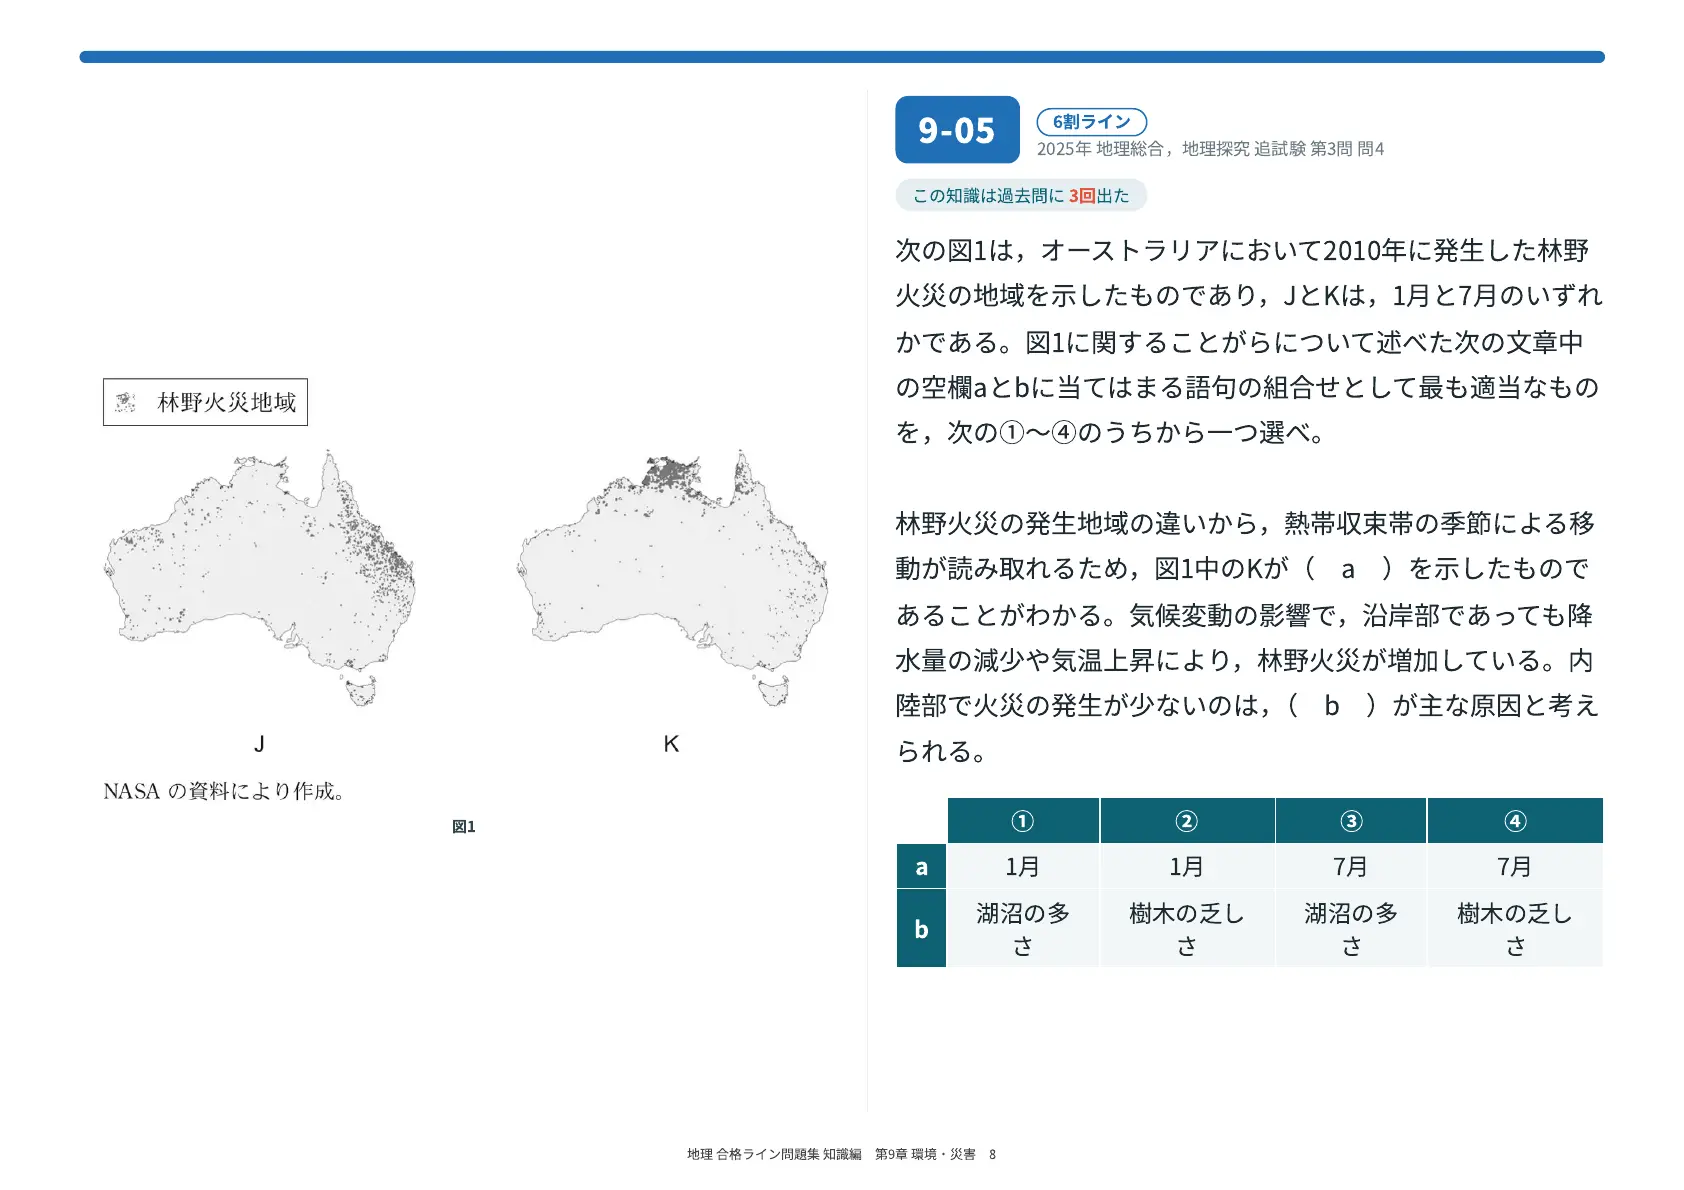 林野火災地域
J
K
NASA の資料により作成。
図1
9-05
6割ライン
2025年 地理総合，地理探究 追試験 第3問 問4
この知識は過去問に 3回出た
次の図1は，オーストラリアにおいて2010年に発生した林野
火災の地域を示したものであり，JとKは，1月と7月のいずれ
かである。図1に関することがらについて述べた次の文章中
の空欄aとbに当てはまる語句の組合せとして最も適当なもの
を，次の①～④のうちから一つ選べ。
林野火災の発生地域の違いから，熱帯収束帯の季節による移
動が読み取れるため，図1中のKが（　a　）を示したもので
あることがわかる。気候変動の影響で，沿岸部であっても降
水量の減少や気温上昇により，林野火災が増加している。内
陸部で火災の発生が少ないのは，（　b　）が主な原因と考え
られる。
① ② ③ ④
a 1月 1月 7月 7月
b 湖沼の多さ 樹木の乏しさ 湖沼の多さ 樹木の乏しさ
地理 合格ライン問題集 知識編　第9章 環境・災害　8